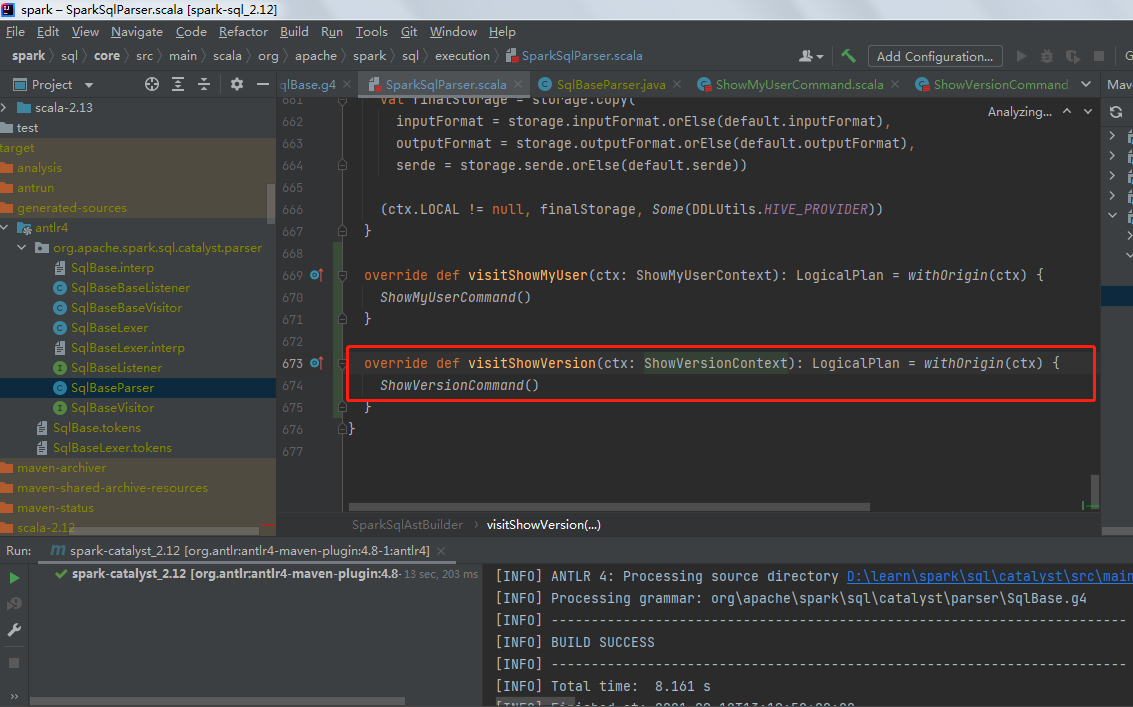 spark – SparkSqlParser.scala [spark-sql_2.12]
File Edit View Navigate Code Refactor Build Run Tools Git Window Help
spark sql core src main scala org apache spark sql execution SparkSqlParser.scala Add Configuration...
Project qlBase.g4 SparkSqlParser.scala SqlBaseParser.java ShowMyUserCommand.scala ShowVersionCommand Mav
scala-2.13
test
target
analysis
antrun
generated-sources
antlr4
org.apache.spark.sql.catalyst.parser
SqlBase.interp
SqlBaseBaseListener
SqlBaseBaseVisitor
SqlBaseLexer
SqlBaseLexer.interp
SqlBaseListener
SqlBaseParser
SqlBaseVisitor
SqlBase.tokens
SqlBaseLexer.tokens
maven-archiver
maven-shared-archive-resources
maven-status
scala-2.12
Analyzing...
661 val finalStorage = storage.copy(
662 inputFormat = storage.inputFormat.orElse(default.inputFormat),
663 outputFormat = storage.outputFormat.orElse(default.outputFormat),
664 serde = storage.serde.orElse(default.serde))
665
666 (ctx.LOCAL != null, finalStorage, Some(DDLUtils.HIVE_PROVIDER))
667 }
668
669 override def visitShowMyUser(ctx: ShowMyUserContext): LogicalPlan = withOrigin(ctx) {
670 ShowMyUserCommand()
671 }
672
673 override def visitShowVersion(ctx: ShowVersionContext): LogicalPlan = withOrigin(ctx) {
674 ShowVersionCommand()
675 }
676 }
677
SparkSqlAstBuilder visitShowVersion(...)
Run: spark-catalyst_2.12 [org.antlr:antlr4-maven-plugin:4.8-1:antlr4]
spark-catalyst_2.12 [org.antlr:antlr4-maven-plugin:4.8- 13 sec, 203 ms
[INFO] ANTLR 4: Processing source directory D:\learn\spark\sql\catalyst\src\main
[INFO] Processing grammar: org\apache\spark\sql\catalyst\parser\SqlBase.g4
[INFO] ------------------------------------------------------------------------
[INFO] BUILD SUCCESS
[INFO] ------------------------------------------------------------------------
[INFO] Total time: 8.161 s